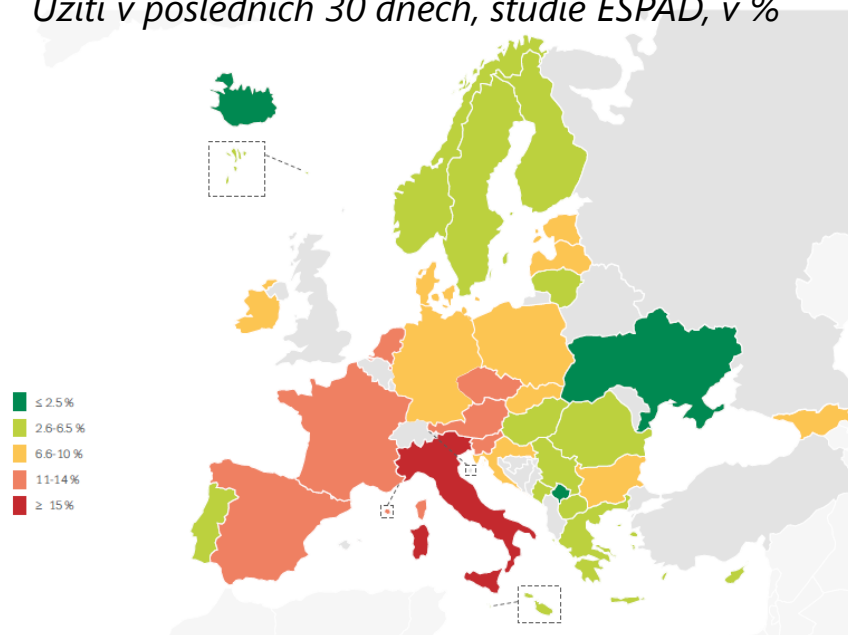 Užití v posledních 30 dnech, studie ESPAD, v %
≤ 2.5 %
2.6-6.5 %
6.6-10 %
11-14 %
≥ 15 %